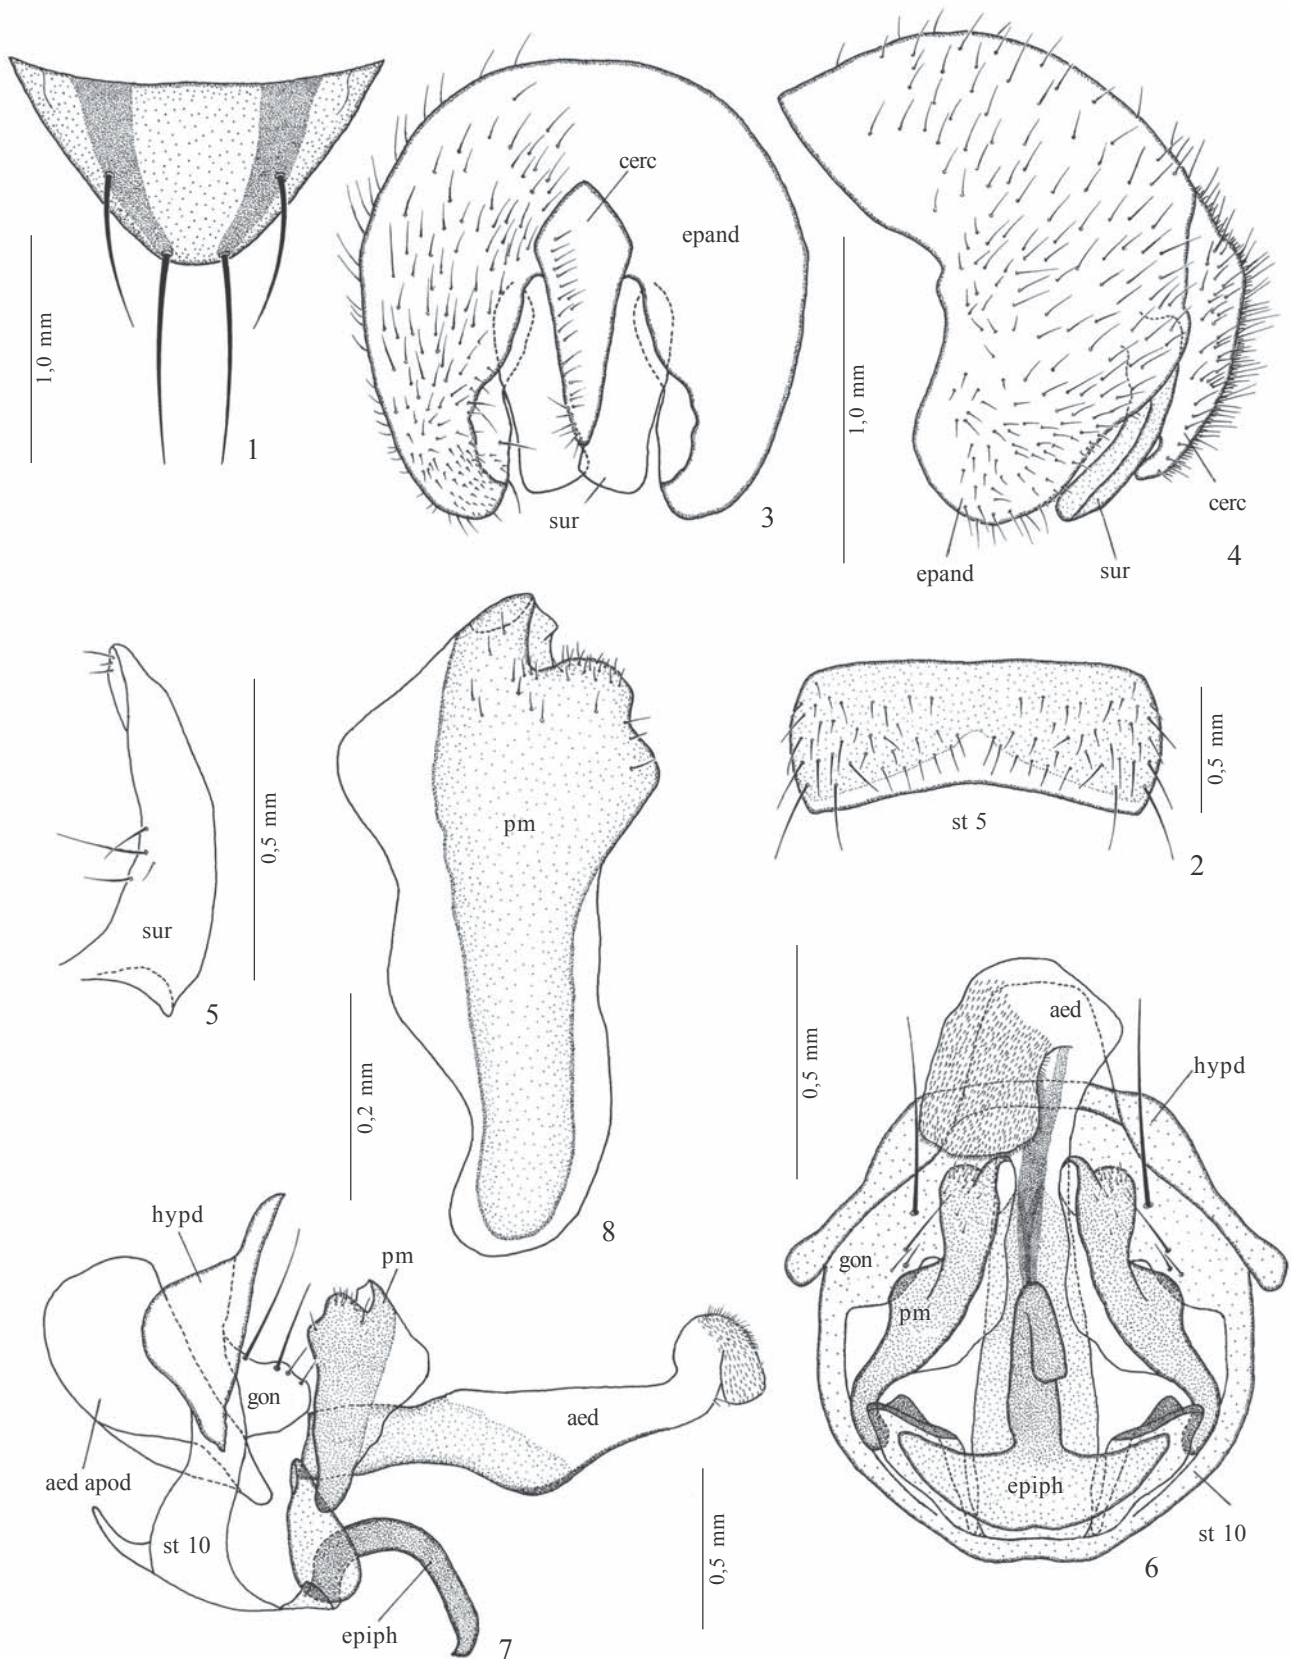 1,0 mm
1
cerc
epand
sur
3
1,0 mm
cerc
epand
sur
4
sur
0,5 mm
5
pm
0,2 mm
8
st 5
0,5 mm
2
0,5 mm
aed
hypd
gon
pm
epiph
st 10
6
hypd
pm
gon
aed
aed apod
st 10
epiph
0,5 mm
7